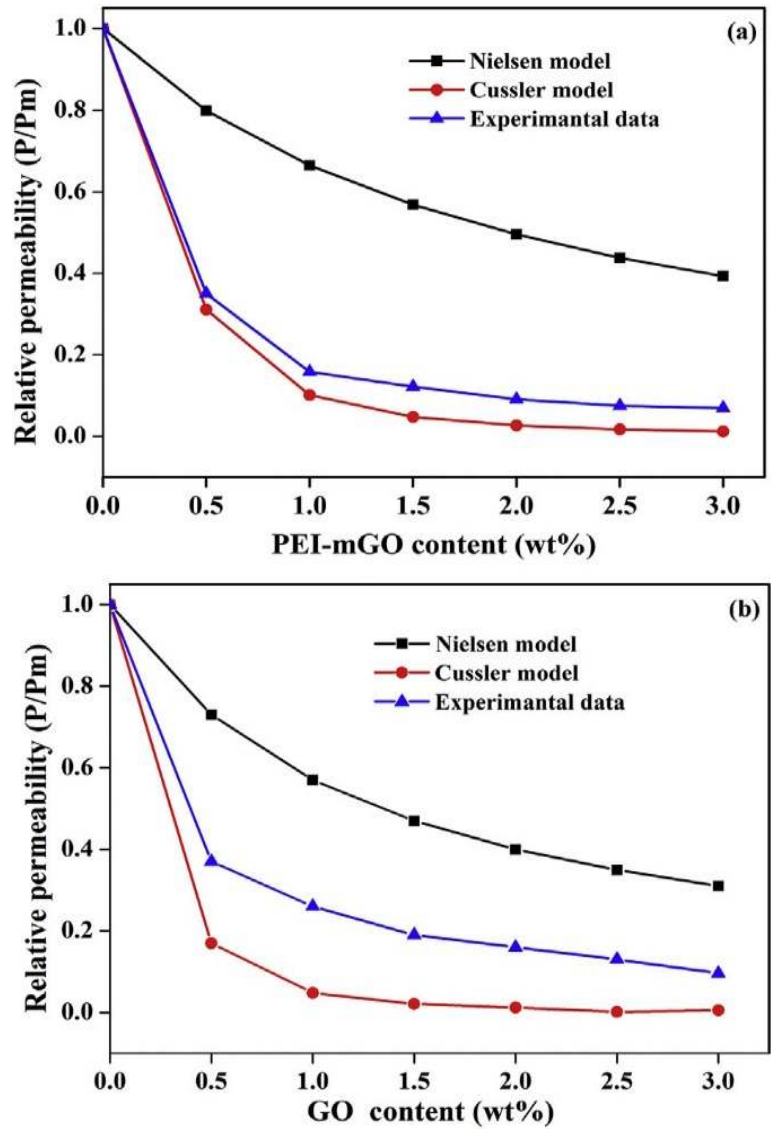 (a)
Nielsen model
Cussler model
Experimantal data
Relative permeability (P/Pm)
1.0
0.8
0.6
0.4
0.2
0.0
0.0 0.5 1.0 1.5 2.0 2.5 3.0
PEI-mGO content (wt%)
(b)
Nielsen model
Cussler model
Experimantal data
Relative permeability (P/Pm)
1.0
0.8
0.6
0.4
0.2
0.0
0.0 0.5 1.0 1.5 2.0 2.5 3.0
GO content (wt%)